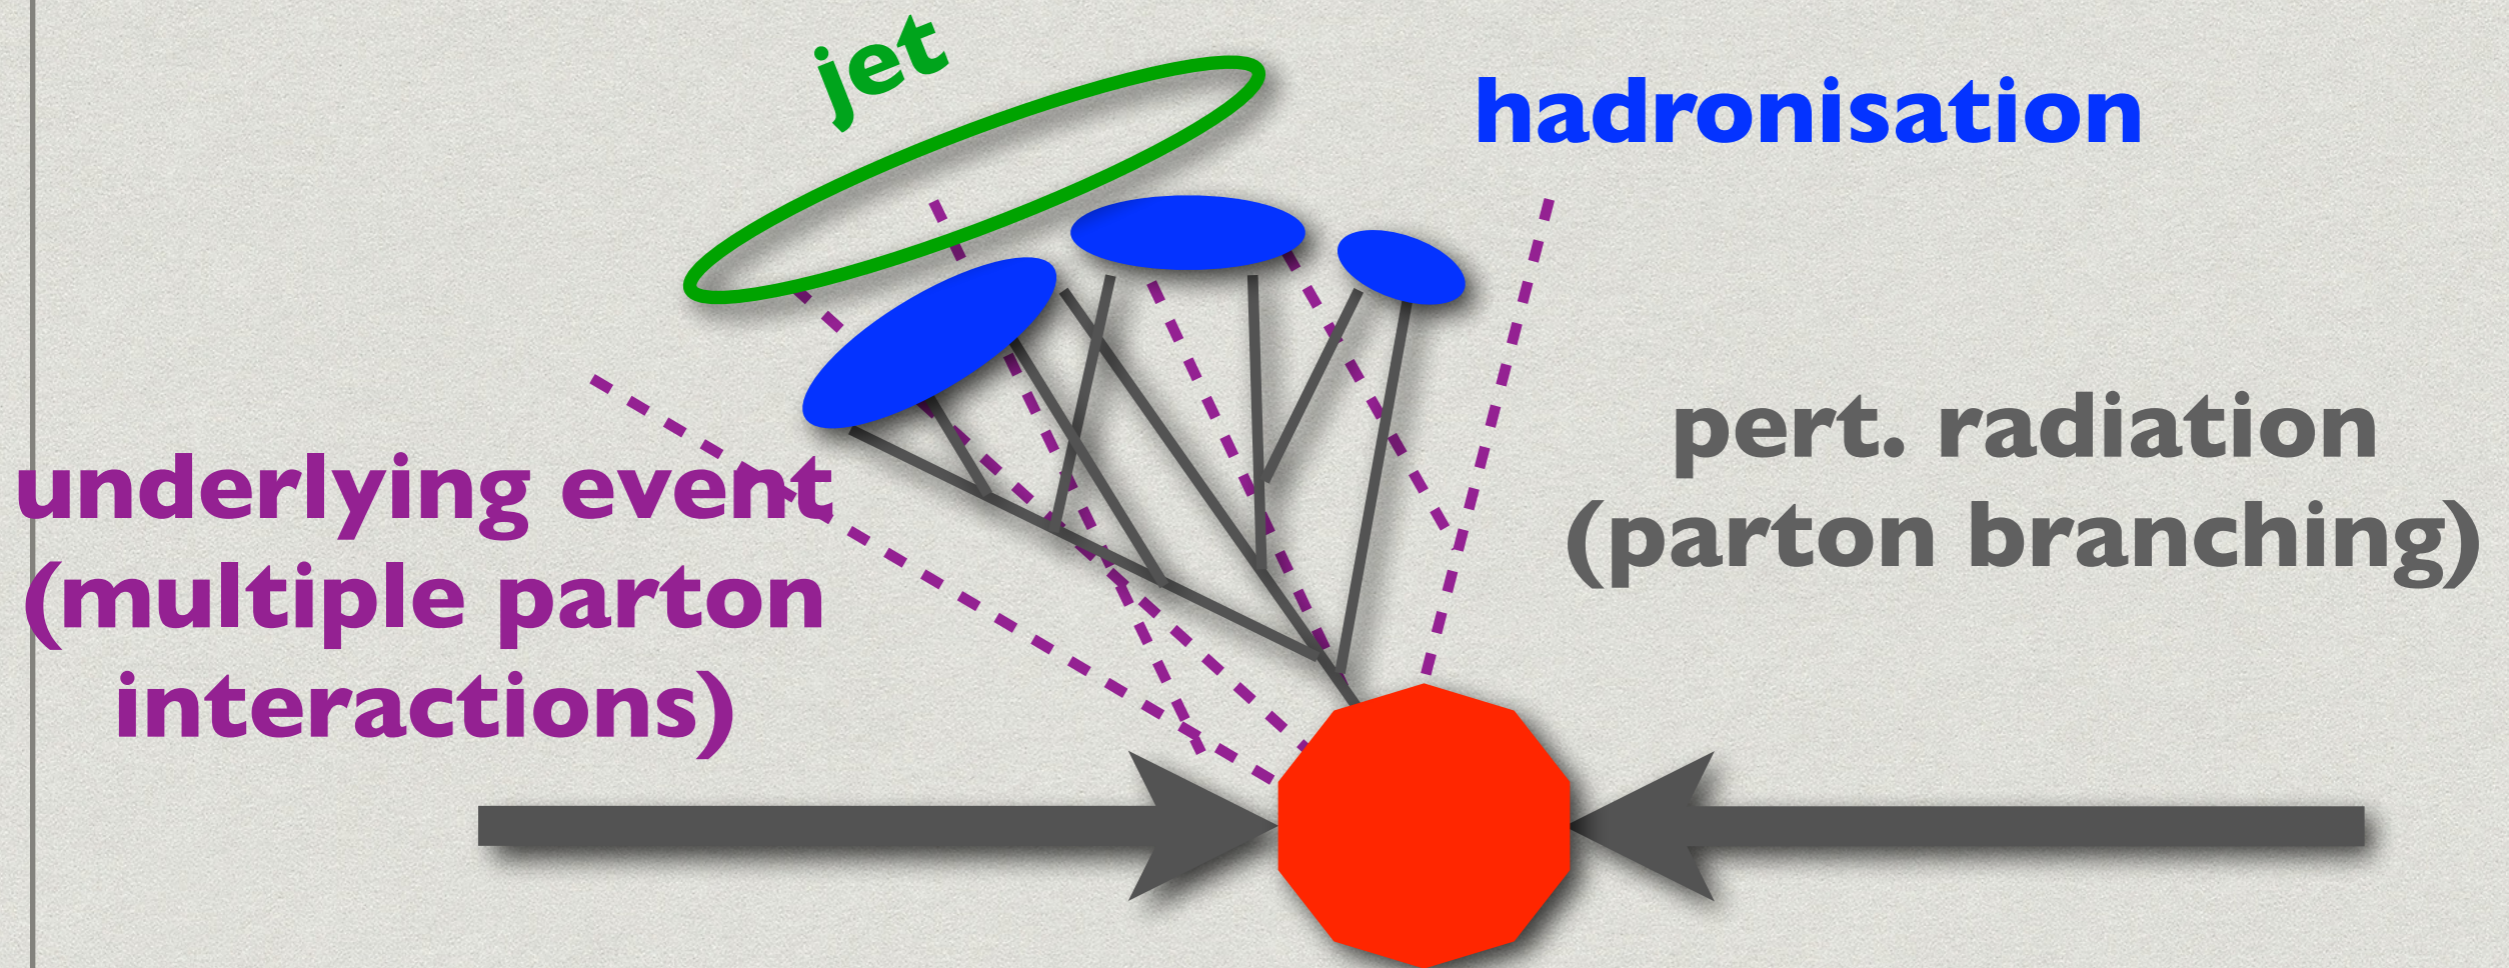 jet
hadronisation
pert. radiation
(parton branching)
underlying event
(multiple parton
interactions)